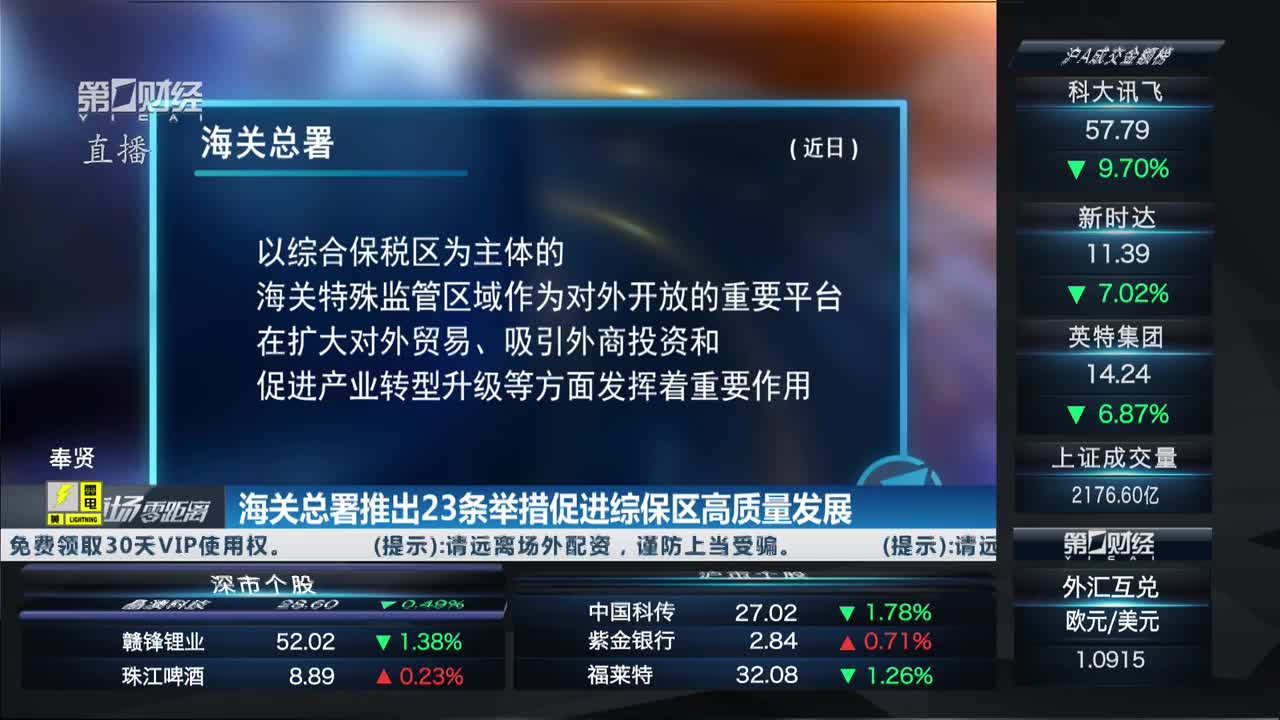 第一财经
YICAI
直播
海关总署
(近日)
以综合保税区为主体的
海关特殊监管区域作为对外开放的重要平台
在扩大对外贸易、吸引外商投资和
促进产业转型升级等方面发挥着重要作用
奉贤
雷电
黄 LIGHTNING
市场零距离
海关总署推出23条举措促进综保区高质量发展
免费领取30天VIP使用权。 (提示):请远离场外配资，谨防上当受骗。 (提示):请远
深市个股
28.60 ▼0.49%
赣锋锂业 52.02 ▼1.38%
珠江啤酒 8.89 ▲0.23%
沪市个股
中国科传 27.02 ▼1.78%
紫金银行 2.84 ▲0.71%
福莱特 32.08 ▼1.26%
沪A成交金额榜
科大讯飞
57.79
▼ 9.70%
新时达
11.39
▼ 7.02%
英特集团
14.24
▼ 6.87%
上证成交量
2176.60亿
第一财经
YICAI
外汇互兑
欧元/美元
1.0915